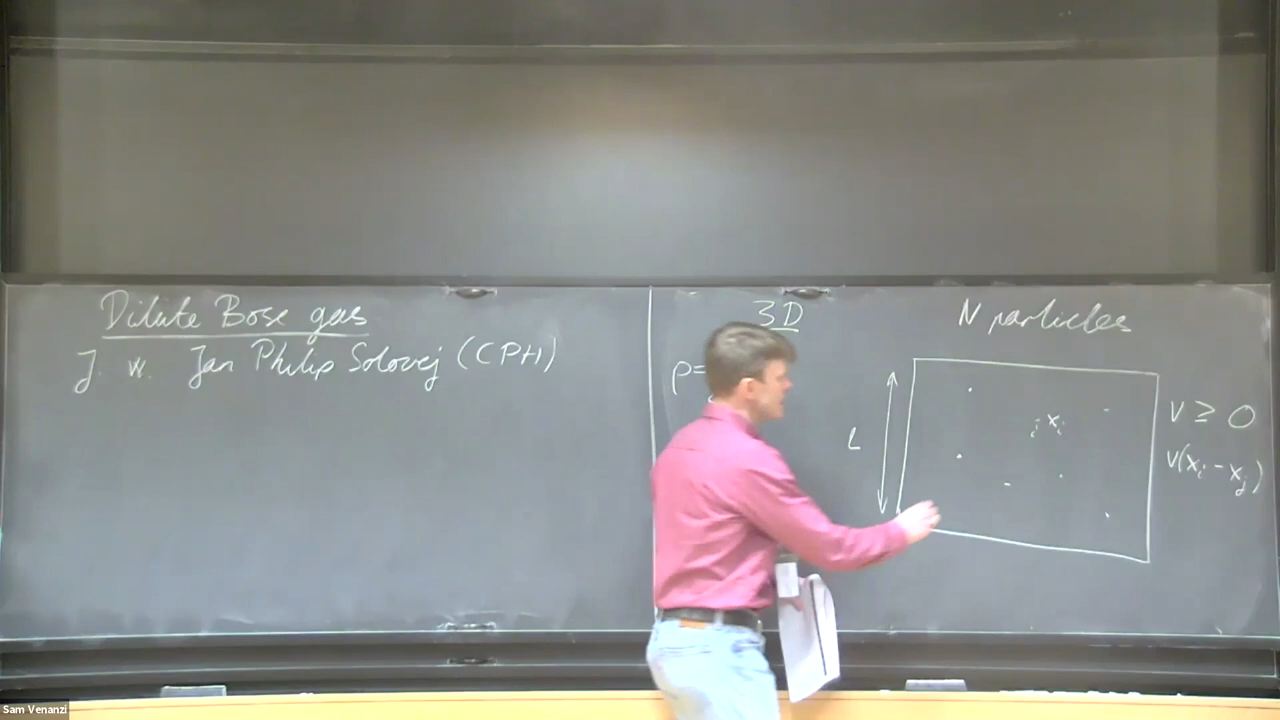 Dilute Bose gas
J. w. Jan Philip Solovej (CPH)
3D
ρ=
N particles
L
x_i
v ≥ 0
v(x_i - x_j)
Sam Venanzi